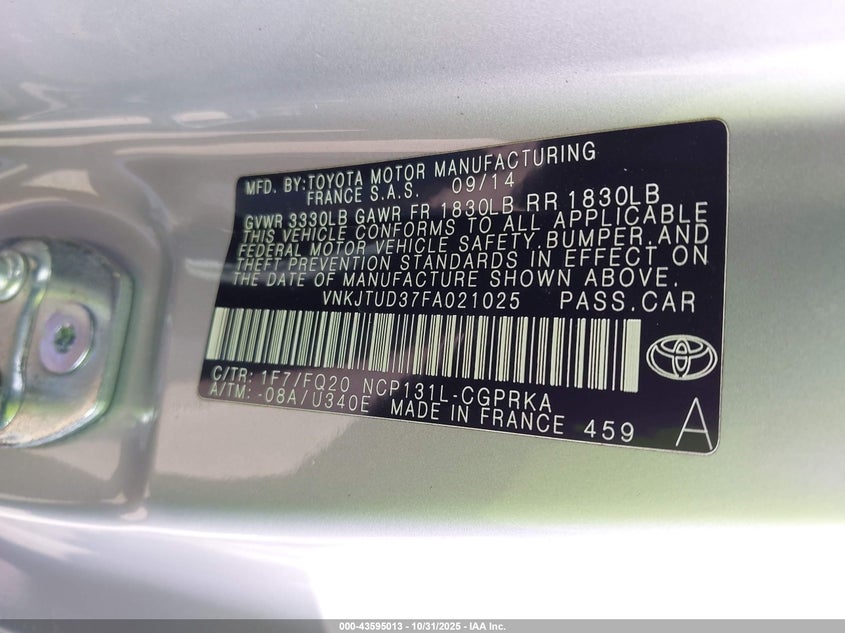 MFD. BY:TOYOTA MOTOR MANUFACTURING
FRANCE S.A.S. 09/14
GVWR 3330LB GAWR FR 1830LB RR 1830LB
THIS VEHICLE CONFORMS TO ALL APPLICABLE
FEDERAL MOTOR VEHICLE SAFETY,BUMPER,AND
THEFT PREVENTION STANDARDS IN EFFECT ON
THE DATE OF MANUFACTURE SHOWN ABOVE.
VNKJTUD37FA021025 PASS.CAR
C/TR: 1F7/FQ20 NCP131L-CGPRKA
A/TM: -08A/U340E MADE IN FRANCE 459 A
000-43595013 - 10/31/2025 - IAA Inc.